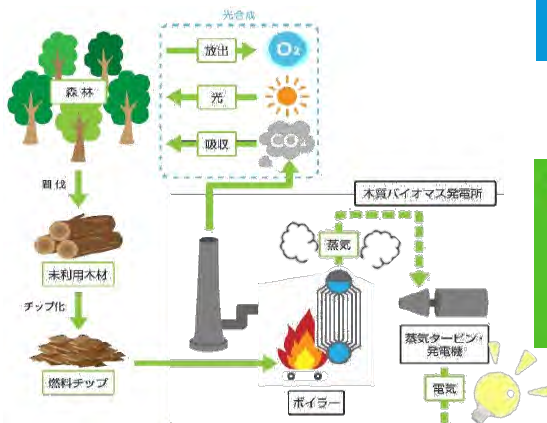 光合成
放出
O₂
森林
光
吸収
CO₂
間伐
木質バイオマス発電所
蒸気
未利用木材
チップ化
蒸気タービン・
発電機
燃料チップ
ボイラー
電気